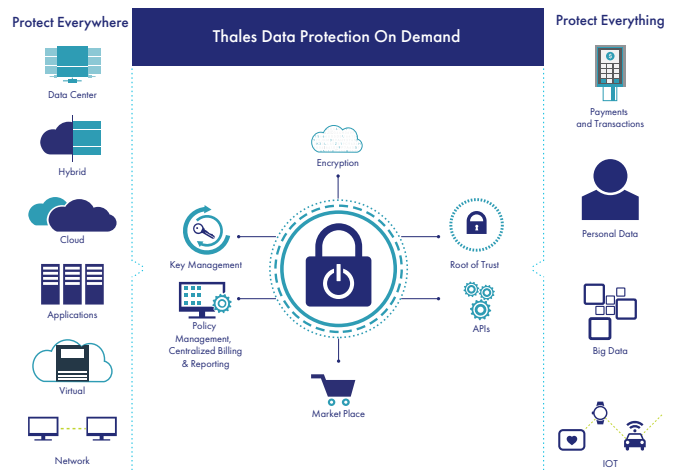 Protect Everywhere
Thales Data Protection On Demand
Protect Everything
Data Center
Hybrid
Cloud
Applications
Virtual
Network
Encryption
Key Management
Root of Trust
Policy
Management,
Centralized Billing
& Reporting
APIs
Market Place
Payments
and Transactions
Personal Data
Big Data
IOT